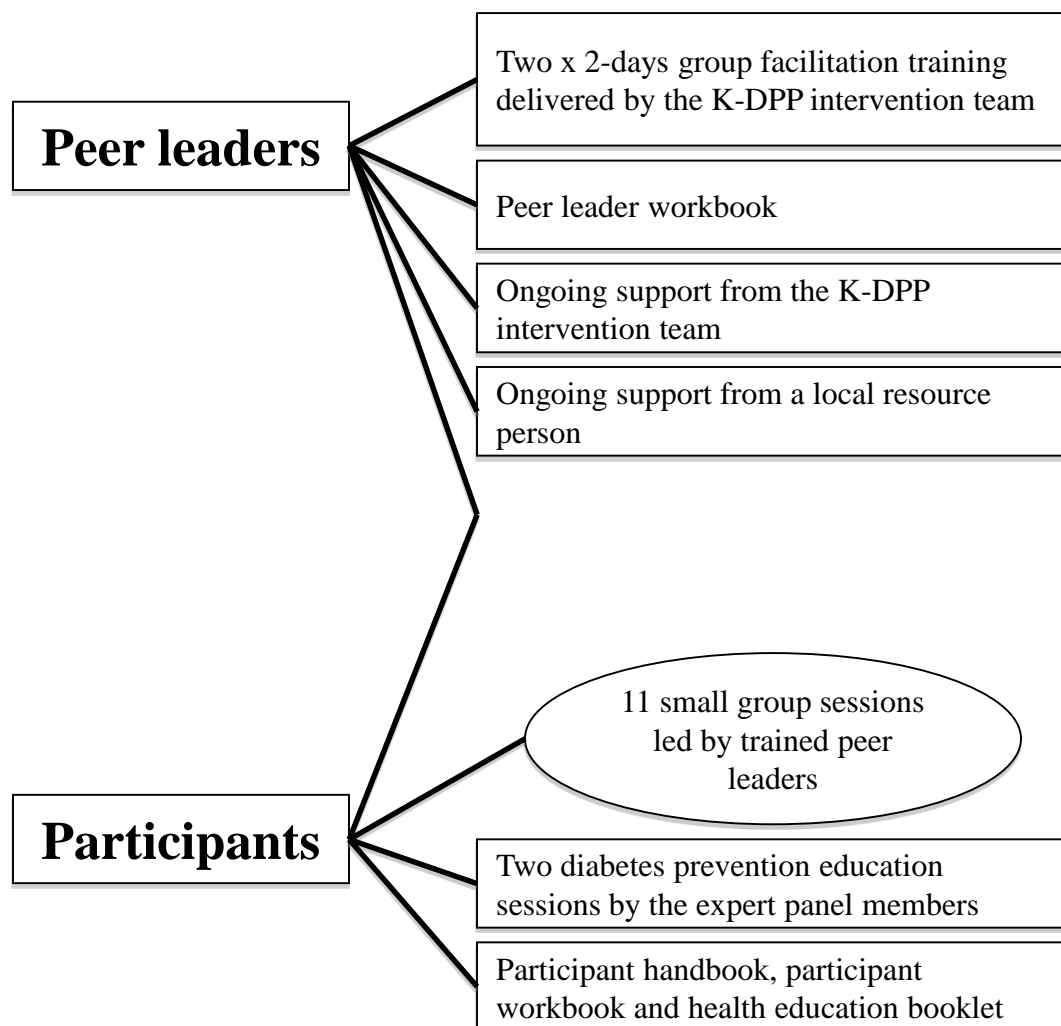 Peer leaders
Two x 2-days group facilitation training
delivered by the K-DPP intervention team
Peer leader workbook
Ongoing support from the K-DPP
intervention team
Ongoing support from a local resource
person
Participants
11 small group sessions
led by trained peer
leaders
Two diabetes prevention education
sessions by the expert panel members
Participant handbook, participant
workbook and health education booklet